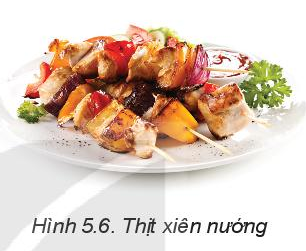 Hình 5.6. Thịt xiên nướng